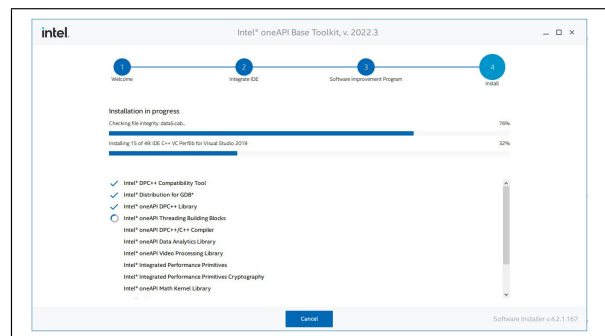 intel.
Intel® oneAPI Base Toolkit, v. 2022.3
1
2
3
4
Welcome
Integrate IDE
Software Improvement Program
Install
Installation in progress
Checking file integrity: data5.cab...
76%
Installing 15 of 49: IDE C++ VC Perflib for Visual Studio 2019
32%
Intel® DPC++ Compatibility Tool
Intel® Distribution for GDB*
Intel® oneAPI DPC++ Library
Intel® oneAPI Threading Building Blocks
Intel® oneAPI DPC++/C++ Compiler
Intel® oneAPI Data Analytics Library
Intel® oneAPI Video Processing Library
Intel® Integrated Performance Primitives
Intel® Integrated Performance Primitives Cryptography
Intel® oneAPI Math Kernel Library
Cancel
Software Installer v.4.2.1.167